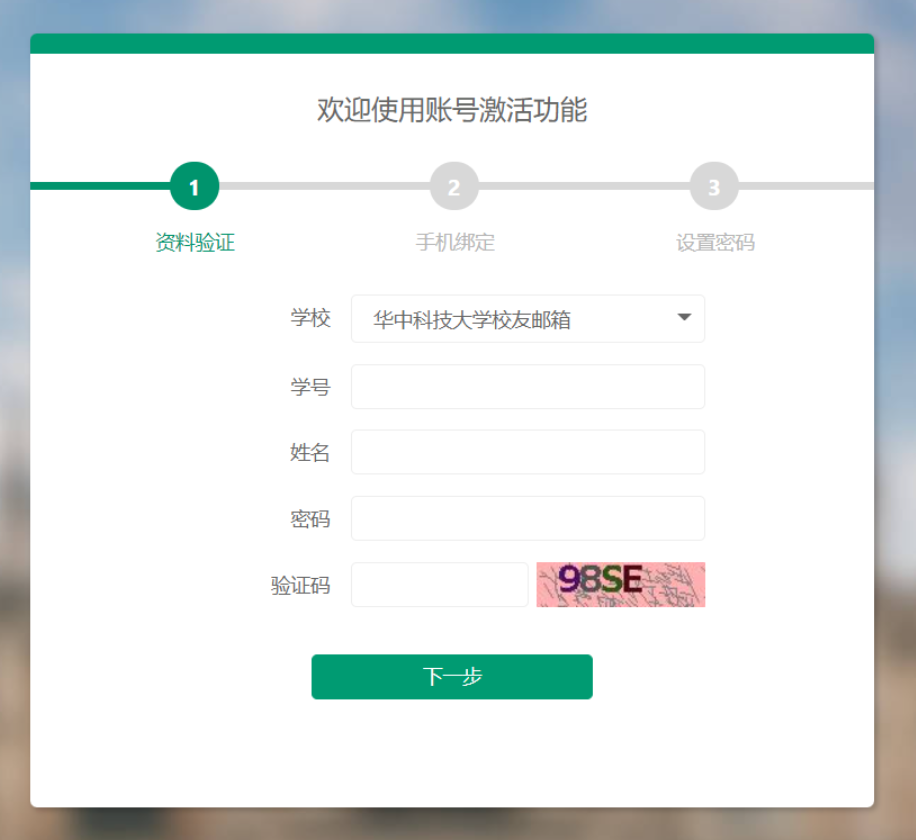 欢迎使用账号激活功能
1
2
3
资料验证
手机绑定
设置密码
学校
华中科技大学校友邮箱
学号
姓名
密码
验证码
98SE
下一步